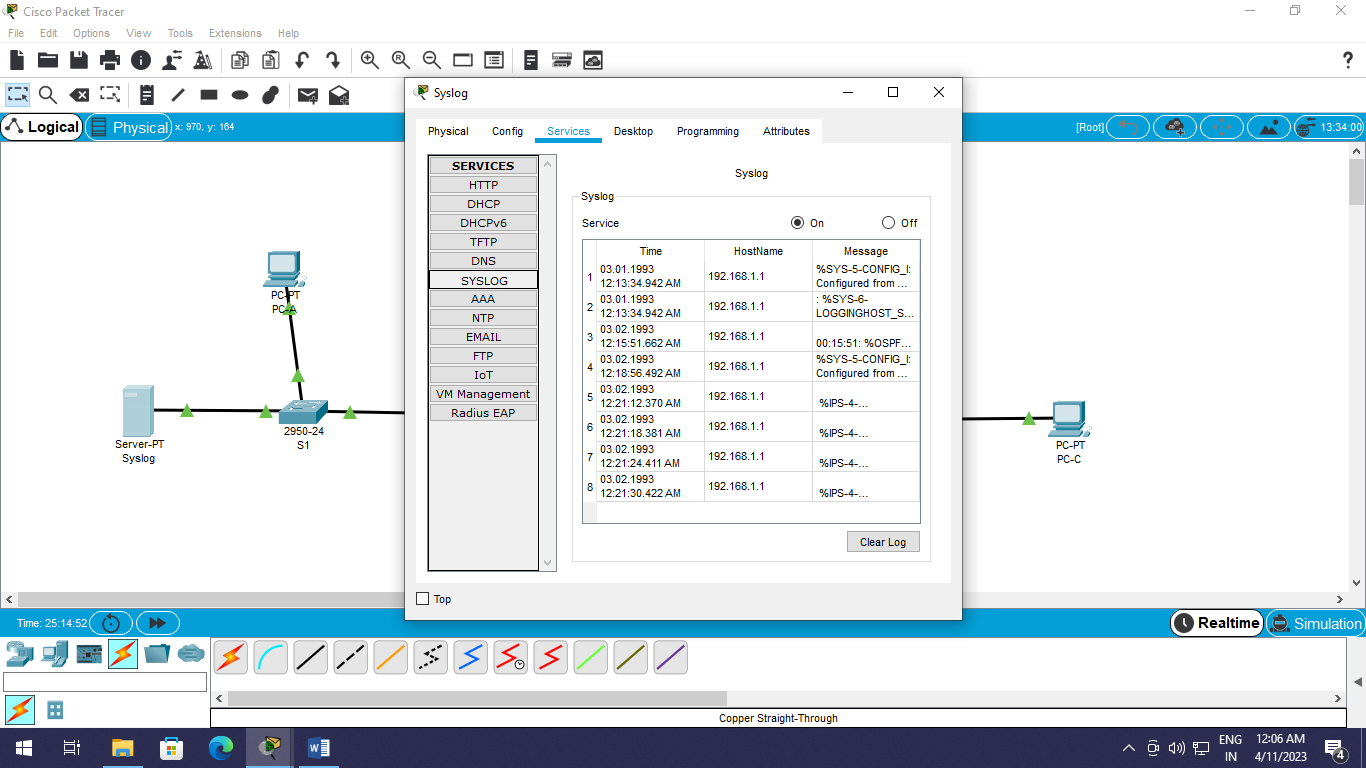 Cisco Packet Tracer
File Edit Options View Tools Extensions Help
Logical
Physical
x: 970, y: 164
[Root]
13:34:00
PC-PT
PC-A
Server-PT
Syslog
2950-24
S1
PC-PT
PC-C
Syslog
Physical Config Services Desktop Programming Attributes
SERVICES
HTTP
DHCP
DHCPv6
TFTP
DNS
SYSLOG
AAA
NTP
EMAIL
FTP
IoT
VM Management
Radius EAP
Syslog
Syslog
Service On Off
Time HostName Message
1 03.01.1993 12:13:34.942 AM 192.168.1.1 %SYS-5-CONFIG_I: Configured from ...
2 03.01.1993 12:13:34.942 AM 192.168.1.1 : %SYS-6-LOGGINGHOST_S...
3 03.02.1993 12:15:51.662 AM 192.168.1.1 00:15:51: %OSPF...
4 03.02.1993 12:18:56.492 AM 192.168.1.1 %SYS-5-CONFIG_I: Configured from ...
5 03.02.1993 12:21:12.370 AM 192.168.1.1 %IPS-4-...
6 03.02.1993 12:21:18.381 AM 192.168.1.1 %IPS-4-...
7 03.02.1993 12:21:24.411 AM 192.168.1.1 %IPS-4-...
8 03.02.1993 12:21:30.422 AM 192.168.1.1 %IPS-4-...
Clear Log
Top
Time: 25:14:52
Realtime
Simulation
Copper Straight-Through
ENG
IN
12:06 AM
4/11/2023
4